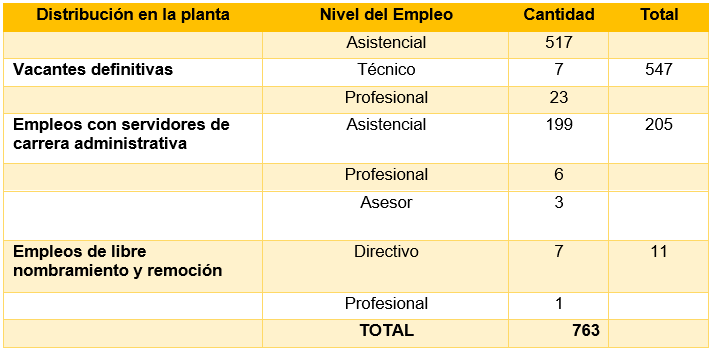 Distribución en la planta Nivel del Empleo Cantidad Total
Asistencial 517
Vacantes definitivas Técnico 7 547
Profesional 23
Empleos con servidores de Asistencial 199 205
carrera administrativa
Profesional 6
Asesor 3
Empleos de libre Directivo 7 11
nombramiento y remoción
Profesional 1
TOTAL 763